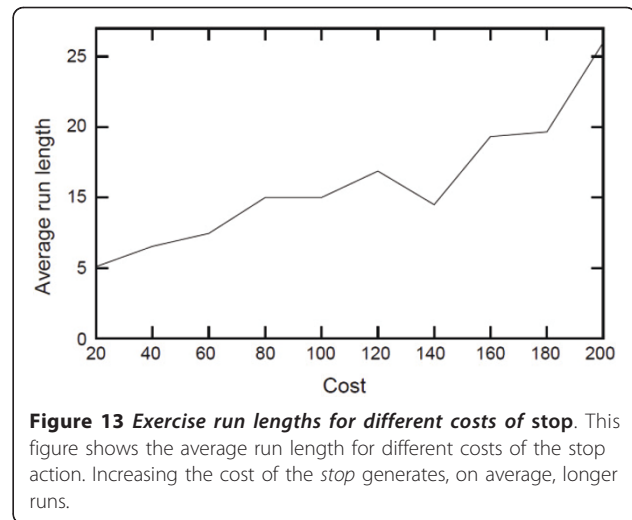 25
20
15
5
0
Average run length
20 40 60 80 100 120 140 160 180 200
Cost
Figure 13 Exercise run lengths for different costs of stop. This
figure shows the average run length for different costs of the stop
action. Increasing the cost of the stop generates, on average, longer
runs.